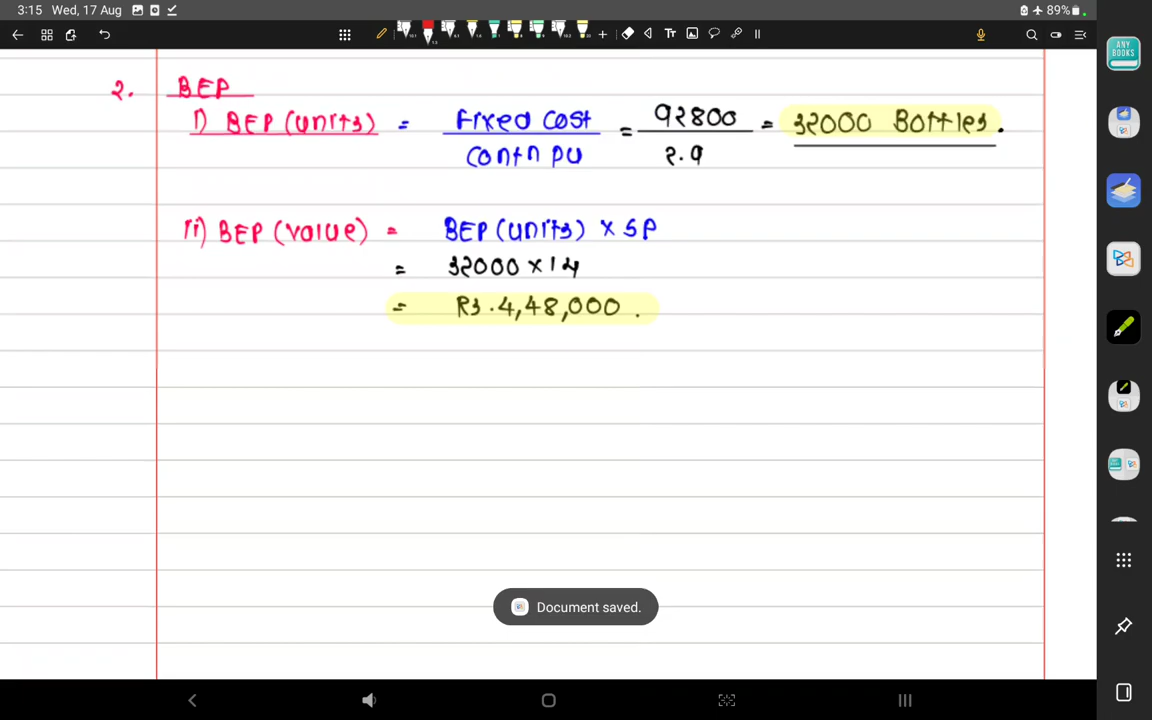 3:15 Wed, 17 Aug 89%
2. BEP
i) BEP (units) = Fixed Cost / Contn pu = 92800 / 2.9 = 32000 Bottles.
ii) BEP (value) = BEP (units) x SP
= 32000 x 14
= Rs. 4,48,000.
Document saved.
ANY BOOKS